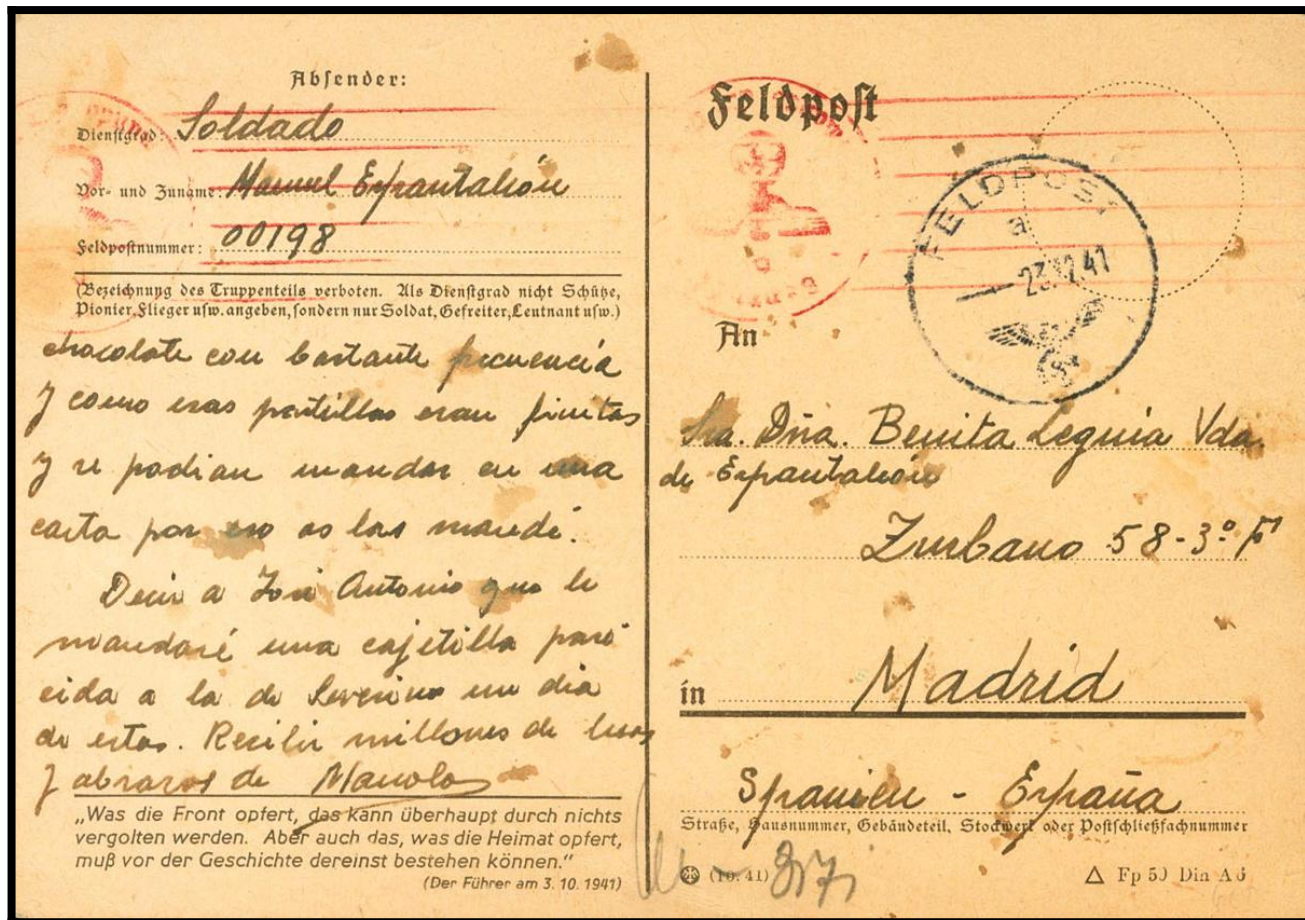 Absender:
Dienstgrad: Soldado
Vor- und Zuname: Manuel Espantaleón
Feldpostnummer: 00198
(Bezeichnung des Truppenteils verboten. Als Dienstgrad nicht Schütze,
Pionier, Flieger usw. angeben, sondern nur Soldat, Gefreiter, Leutnant usw.)
chocolate con bastante frecuencia
y como esas pastillas eran finitas
y se podian mandar en una
carta por eso os las mandé.
Decir a José Antonio que le
mandaré una cajetilla pare
cida a la de Severino un dia
de estos. Recibir millones de besos
y abrazos de Manolo
„Was die Front opfert, das kann überhaupt durch nichts
vergolten werden. Aber auch das, was die Heimat opfert,
muß vor der Geschichte dereinst bestehen können."
(Der Führer am 3. 10. 1941)
Feldpost
FELDPOST
a
23.12.41
An
Sra. Dña. Benita Leguia Vda.
de Espantaleón
Zurbano 58-3º
in Madrid
Spanien - España
Straße, Hausnummer, Gebäudeteil, Stockwerk oder Postschließfachnummer
(10. 41)
Fp 50 Din A6